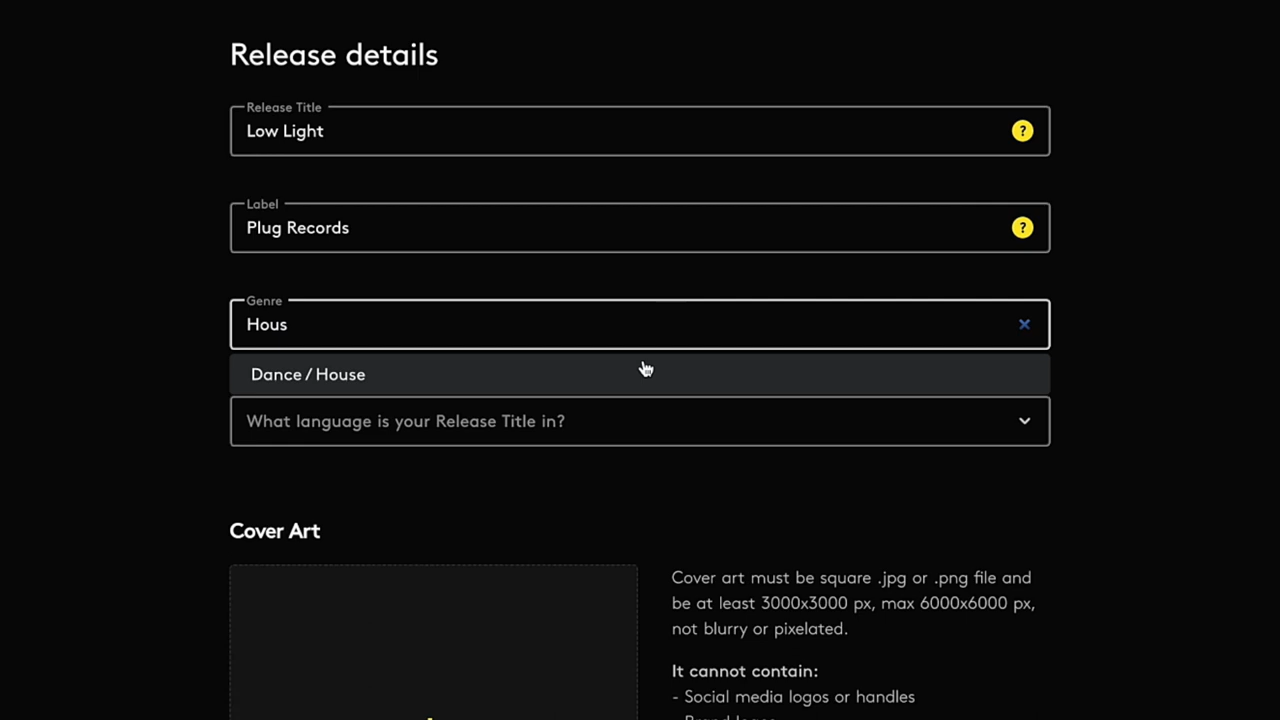 Release details
Release Title
Low Light
?
Label
Plug Records
?
Genre
Hous
Dance / House
What language is your Release Title in?
Cover Art
Cover art must be square .jpg or .png file and
be at least 3000x3000 px, max 6000x6000 px,
not blurry or pixelated.
It cannot contain:
- Social media logos or handles
- Brand logos